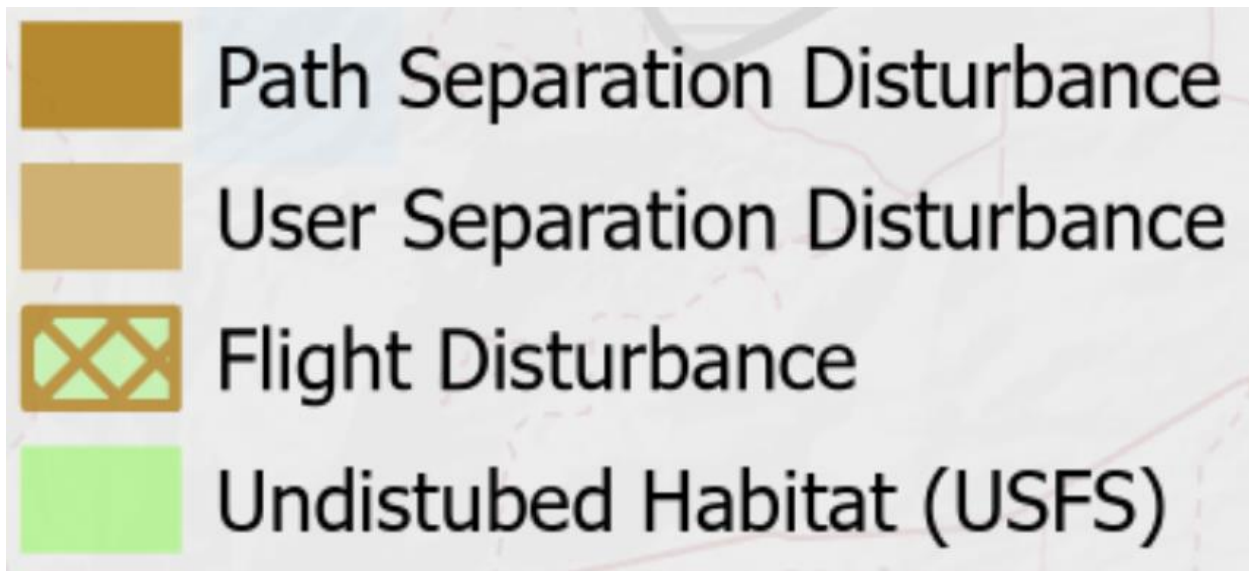 Path Separation Disturbance
User Separation Disturbance
Flight Disturbance
Undistubed Habitat (USFS)